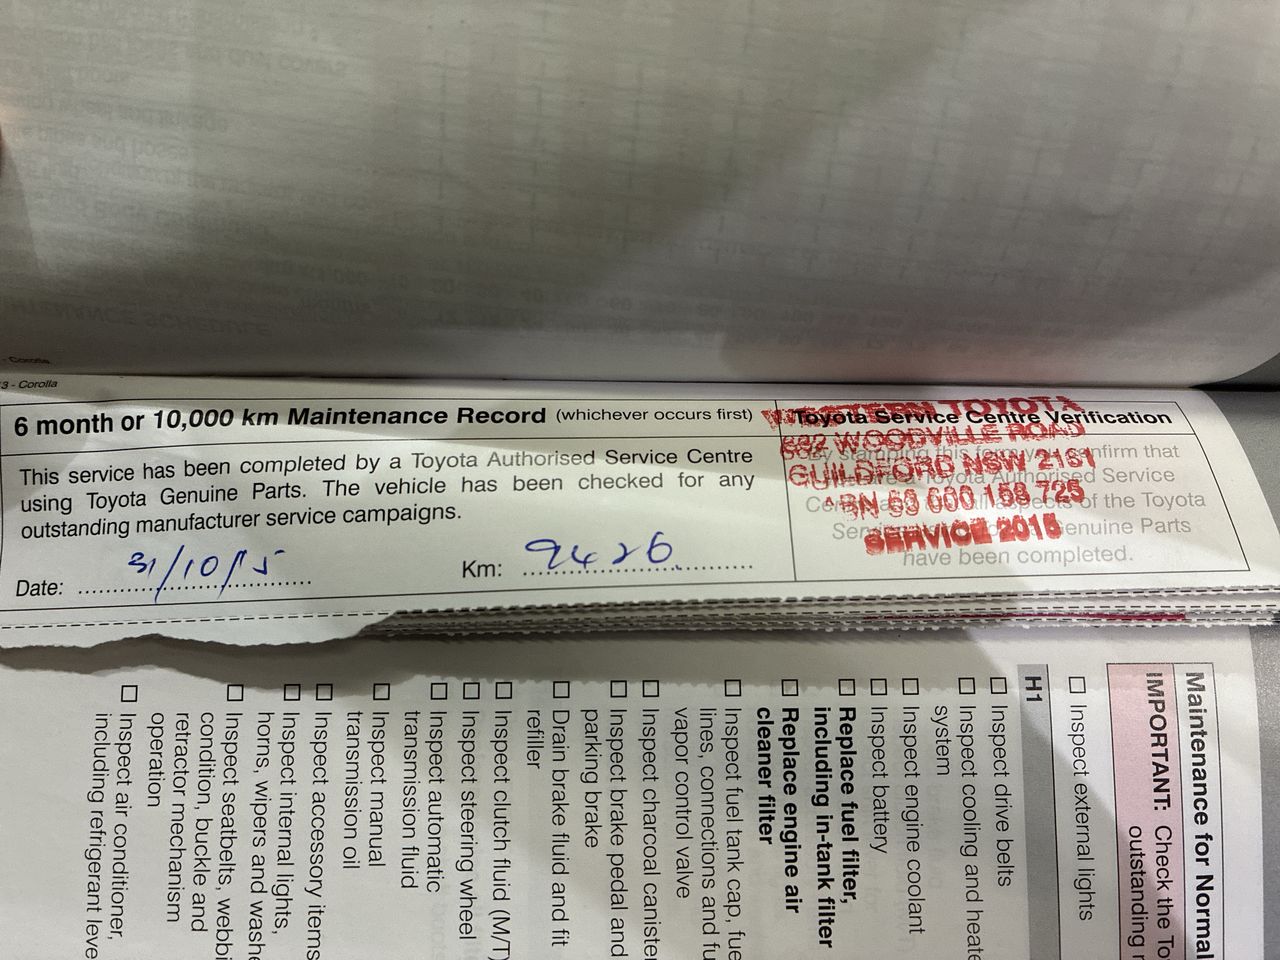 - Corolla
3 - Corolla
6 month or 10,000 km Maintenance Record (whichever occurs first)
This service has been completed by a Toyota Authorised Service Centre
using Toyota Genuine Parts. The vehicle has been checked for any
outstanding manufacturer service campaigns.
Date: 31/10/15
Km: 9426
Toyota Service Centre Verification
WESTERN TOYOTA
682 WOODVILLE ROAD
GUILDFORD NSW 2161
ABN 69 000 158 725
SERVICE 2015
stamping this confirm that
Toyota Authorised Service
aspects of the Toyota
Genuine Parts
have been completed.
Maintenance for Normal
IMPORTANT: Check the To
outstanding
☐ Inspect external lights
H1
☐ Inspect drive belts
☐ Inspect cooling and heate
system
☐ Inspect engine coolant
☐ Inspect battery
☐ Replace fuel filter,
including in-tank filter
☐ Replace engine air
cleaner filter
☐ Inspect fuel tank cap, fue
lines, connections and fu
vapor control valve
☐ Inspect charcoal canister
☐ Inspect brake pedal and
parking brake
☐ Drain brake fluid and fit
refiller
☐ Inspect clutch fluid (M/T)
☐ Inspect steering wheel
☐ Inspect automatic
transmission fluid
☐ Inspect manual
transmission oil
☐ Inspect accessory items
☐ Inspect internal lights,
horns, wipers and washe
☐ Inspect seatbelts, webbi
condition, buckle and
retractor mechanism
operation
☐ Inspect air conditioner,
including refrigerant leve